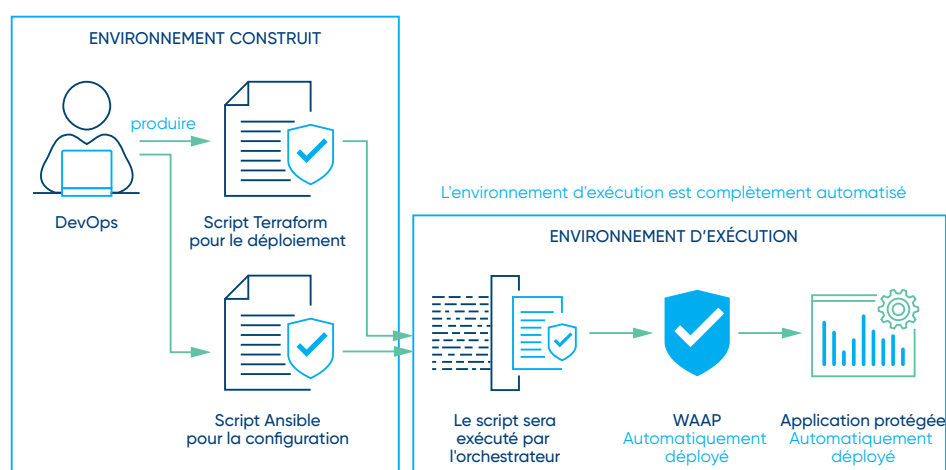 ENVIRONNEMENT CONSTRUIT
produire
DevOps
Script Terraform
pour le déploiement
Script Ansible
pour la configuration
L'environnement d'exécution est complètement automatisé
ENVIRONNEMENT D'EXÉCUTION
Le script sera
exécuté par
l'orchestrateur
WAAP
Automatiquement
déployé
Application protégée
Automatiquement
déployé